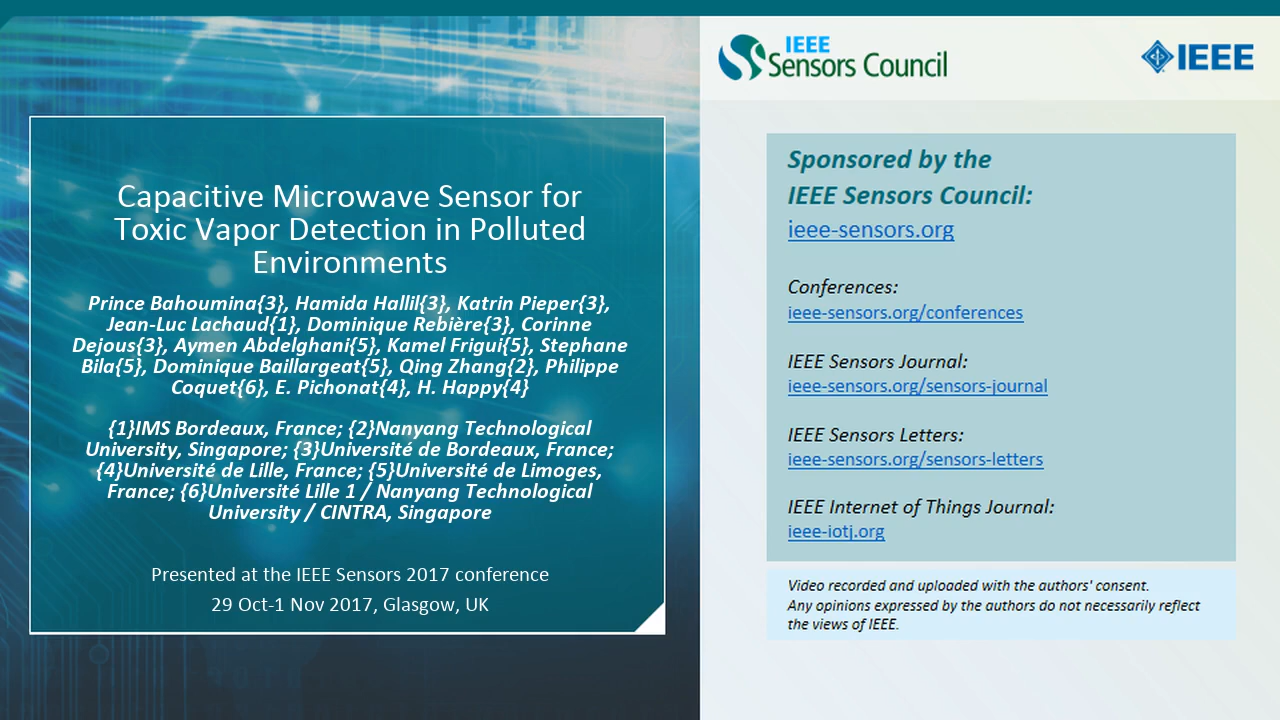 Capacitive Microwave Sensor for
Toxic Vapor Detection in Polluted
Environments
Prince Bahoumina{3}, Hamida Hallil{3}, Katrin Pieper{3},
Jean-Luc Lachaud{1}, Dominique Rebière{3}, Corinne
Dejous{3}, Aymen Abdelghani{5}, Kamel Frigui{5}, Stephane
Bila{5}, Dominique Baillargeat{5}, Qing Zhang{2}, Philippe
Coquet{6}, E. Pichonat{4}, H. Happy{4}
{1}IMS Bordeaux, France; {2}Nanyang Technological
University, Singapore; {3}Université de Bordeaux, France;
{4}Université de Lille, France; {5}Université de Limoges,
France; {6}Université Lille 1 / Nanyang Technological
University / CINTRA, Singapore
Presented at the IEEE Sensors 2017 conference
29 Oct-1 Nov 2017, Glasgow, UK
IEEE
Sensors Council
IEEE
Sponsored by the
IEEE Sensors Council:
ieee-sensors.org
Conferences:
ieee-sensors.org/conferences
IEEE Sensors Journal:
ieee-sensors.org/sensors-journal
IEEE Sensors Letters:
ieee-sensors.org/sensors-letters
IEEE Internet of Things Journal:
ieee-iotj.org
Video recorded and uploaded with the authors' consent.
Any opinions expressed by the authors do not necessarily reflect
the views of IEEE.